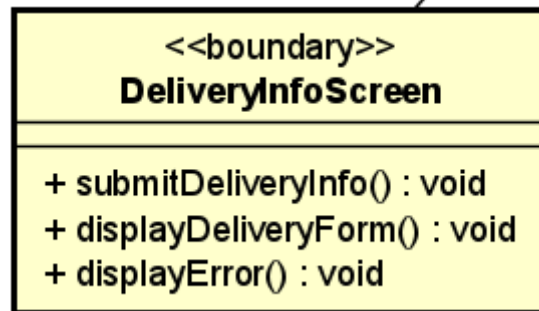 <<boundary>>
DeliveryInfoScreen
+ submitDeliveryInfo() : void
+ displayDeliveryForm() : void
+ displayError() : void